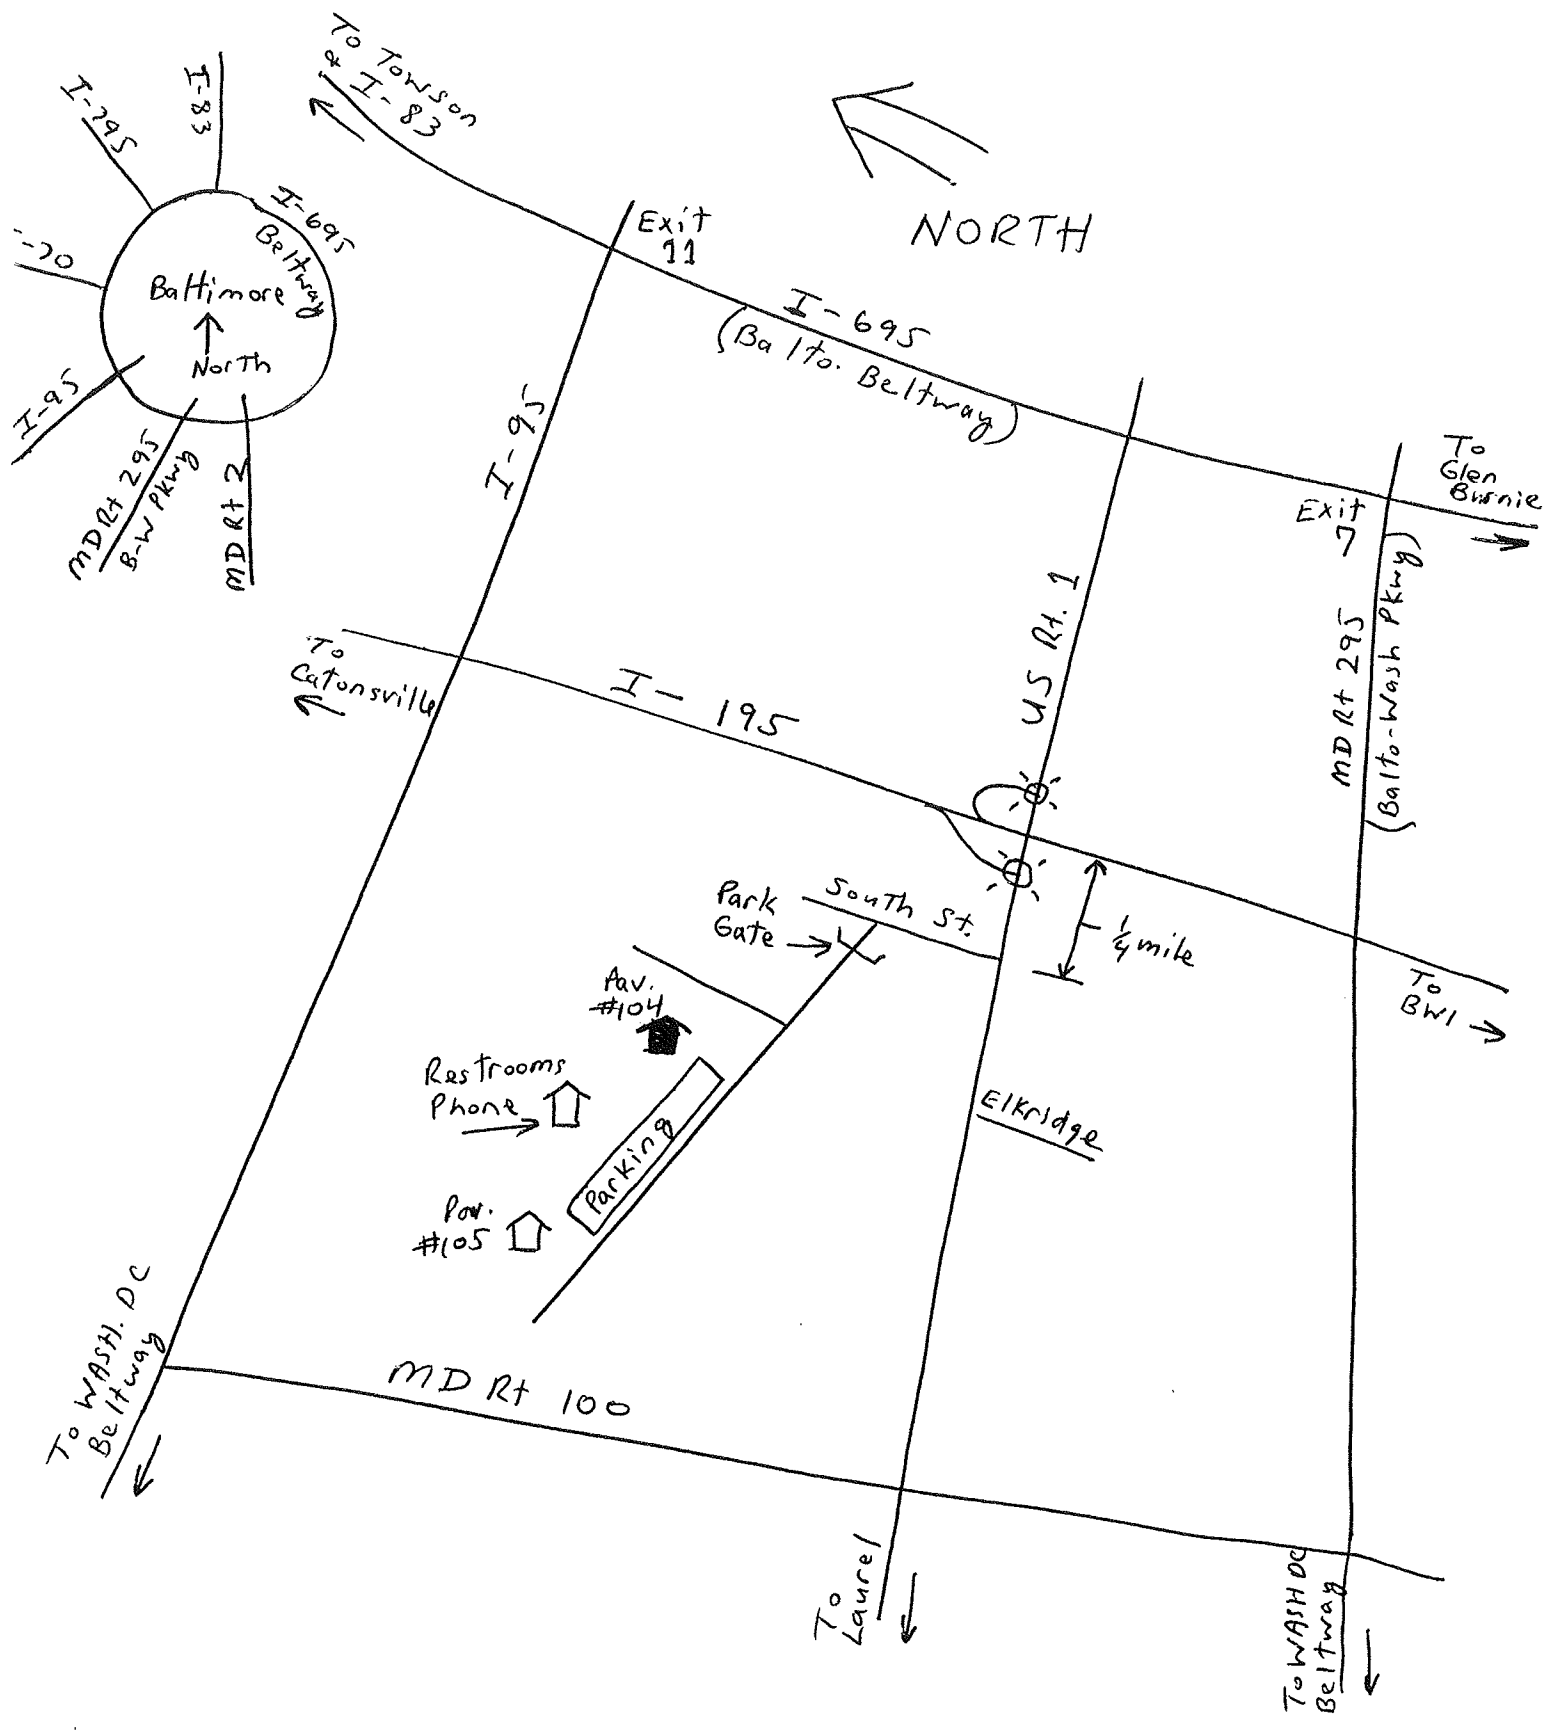 To Towson
& I-83
I-83
I-795
I-695
Beltway
-70
Baltimore
North
I-95
MD Rt 295
B-W Pkwy
MD Rt 2
NORTH
Exit
11
I-695
(Balto. Beltway)
I-95
To
Glen
Burnie
Exit
7
US Rt. 1
MD Rt 295
(Balto-Wash Pkwy)
To
Catonsville
I-195
South St.
Park
Gate
1/4 mile
To
BWI
Pav.
#104
Restrooms
Phone
Parking
Elkridge
Pav.
#105
To WASH. DC
Beltway
MD Rt 100
To
Laurel
To WASH DC
Beltway